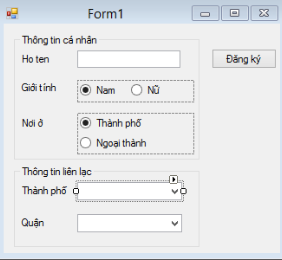 Form1
Thông tin cá nhân
Ho ten
Đăng ký
Giới tính
Nam Nữ
Nơi ở
Thành phố
Ngoại thành
Thông tin liên lạc
Thành phố
Quận